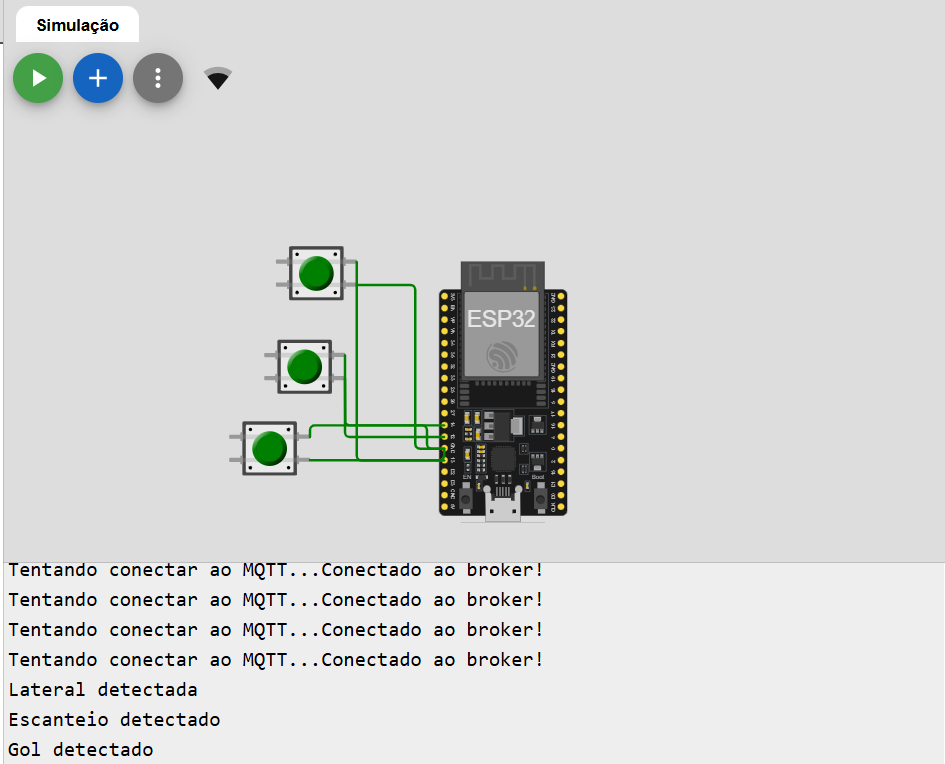 Simulação
ESP32
EN
Boot
Tentando conectar ao MQTT...Conectado ao broker!
Tentando conectar ao MQTT...Conectado ao broker!
Tentando conectar ao MQTT...Conectado ao broker!
Tentando conectar ao MQTT...Conectado ao broker!
Lateral detectada
Escanteio detectado
Gol detectado